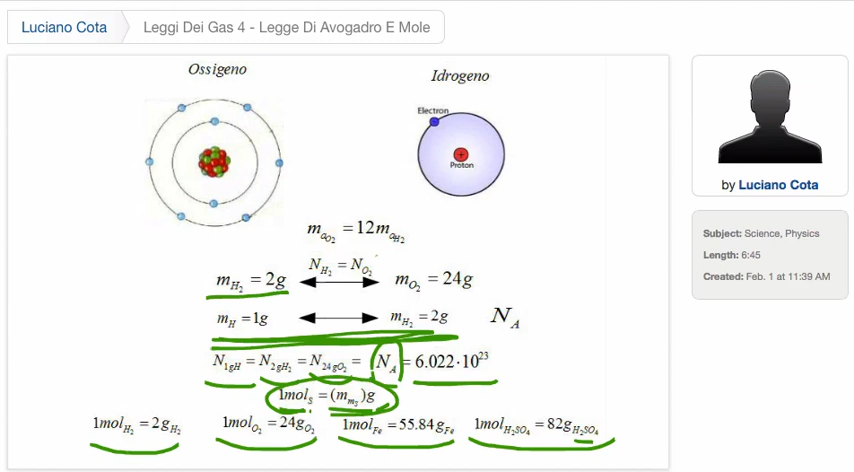 Luciano Cota Leggi Dei Gas 4 - Legge Di Avogadro E Mole
Ossigeno
Idrogeno
Electron
Proton
m_{a_{O_2}} = 12m_{a_{H_2}}
N_{H_2} = N_{O_2}
m_{H_2} = 2g m_{O_2} = 24g
m_H = 1g m_{H_2} = 2g N_A
N_{1gH} = N_{2gH_2} = N_{24gO_2} = N_A = 6.022·10^{23}
1mol_S = (m_{m_S})g
1mol_{H_2} = 2g_{H_2} 1mol_{O_2} = 24g_{O_2} 1mol_{Fe} = 55.84g_{Fe} 1mol_{H_2SO_4} = 82g_{H_2SO_4}
by Luciano Cota
Subject: Science, Physics
Length: 6:45
Created: Feb. 1 at 11:39 AM